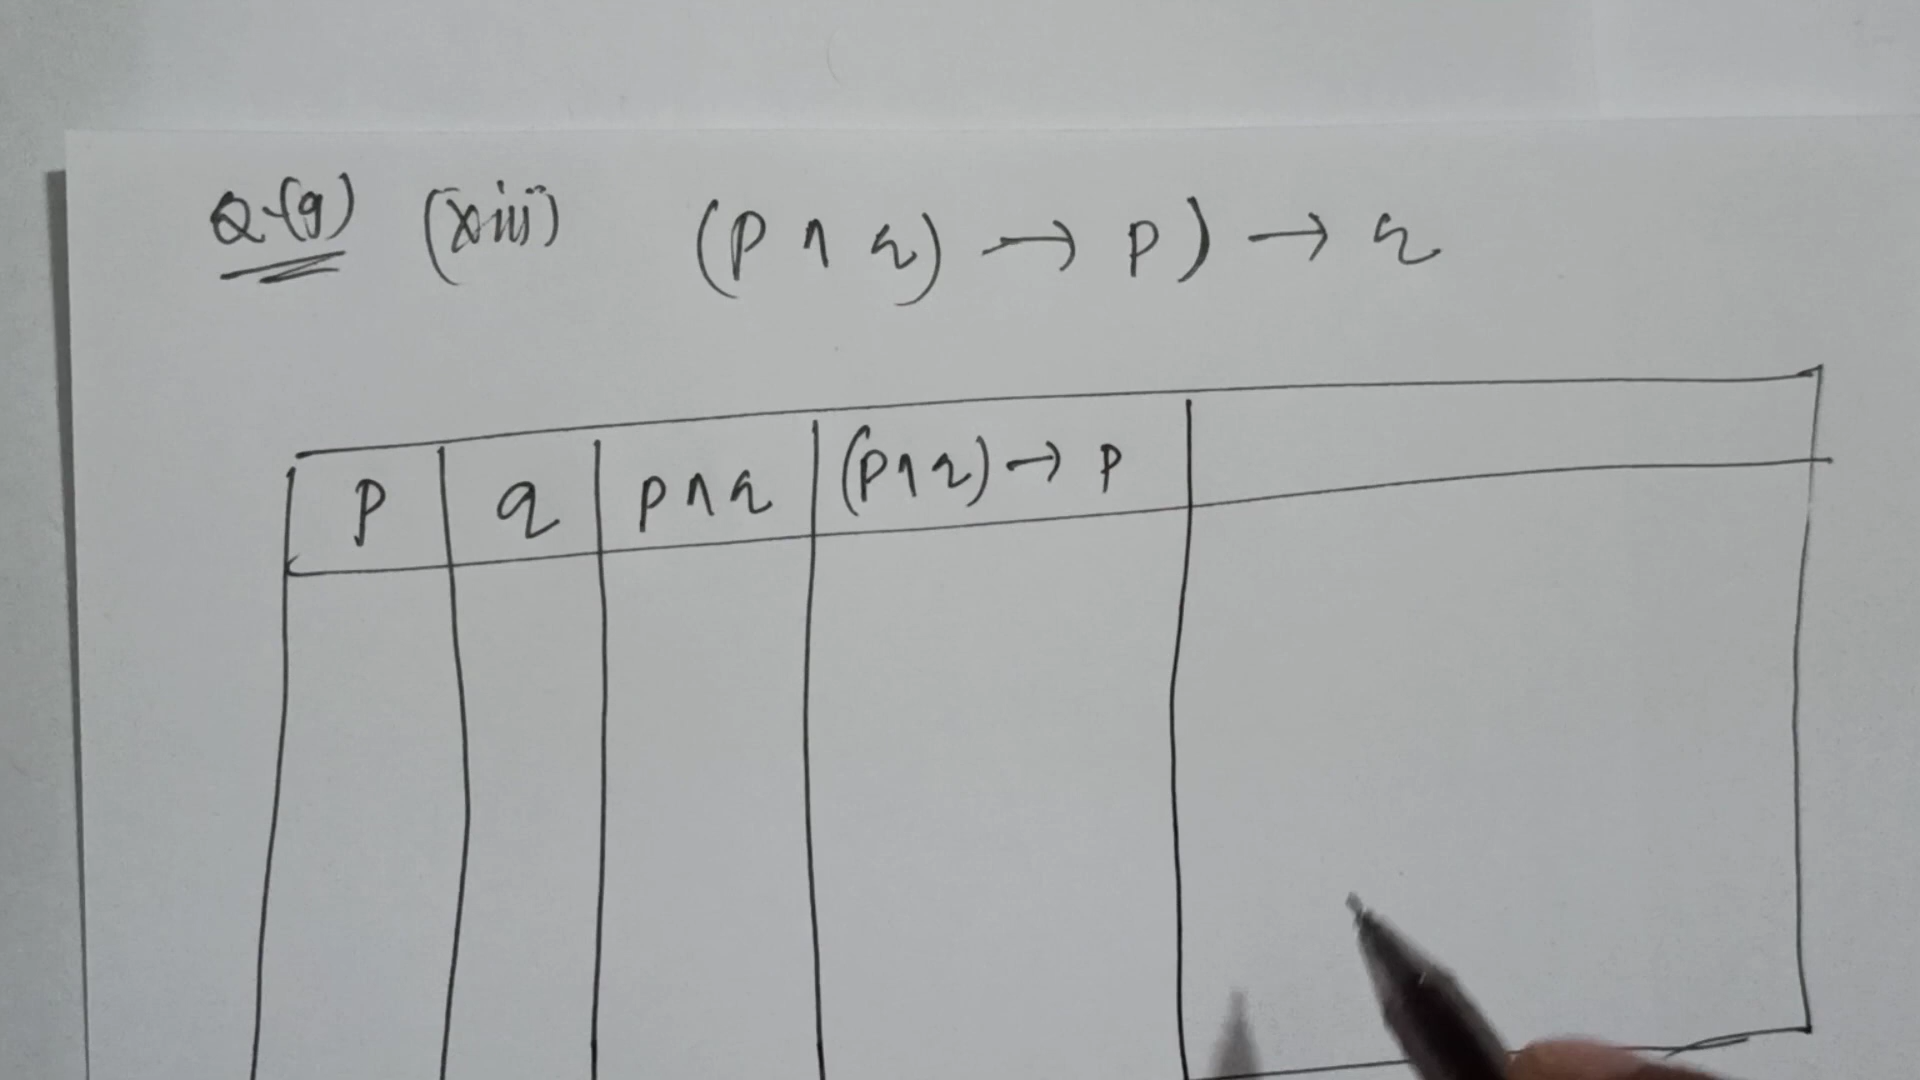 Q.(9) (xiii) (p ∧ q) → p) → q
p q p ∧ q (p ∧ q) → p